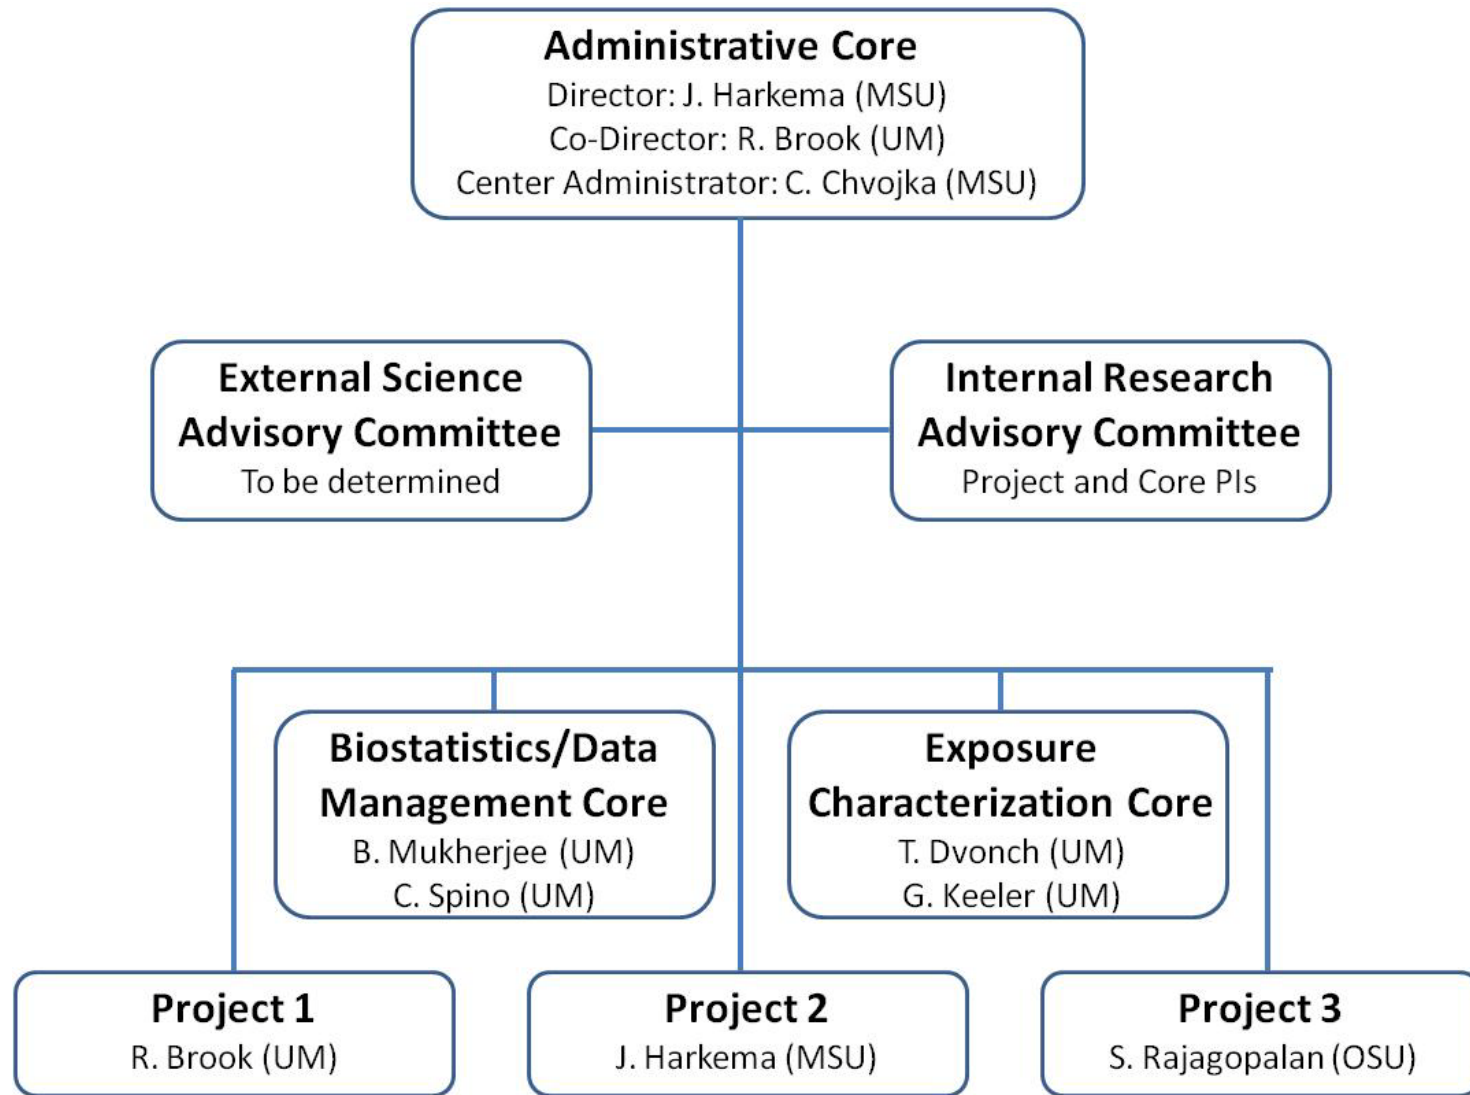 Administrative Core
Director: J. Harkema (MSU)
Co-Director: R. Brook (UM)
Center Administrator: C. Chvojka (MSU)
External Science
Advisory Committee
To be determined
Internal Research
Advisory Committee
Project and Core PIs
Biostatistics/Data
Management Core
B. Mukherjee (UM)
C. Spino (UM)
Exposure
Characterization Core
T. Dvonch (UM)
G. Keeler (UM)
Project 1
R. Brook (UM)
Project 2
J. Harkema (MSU)
Project 3
S. Rajagopalan (OSU)